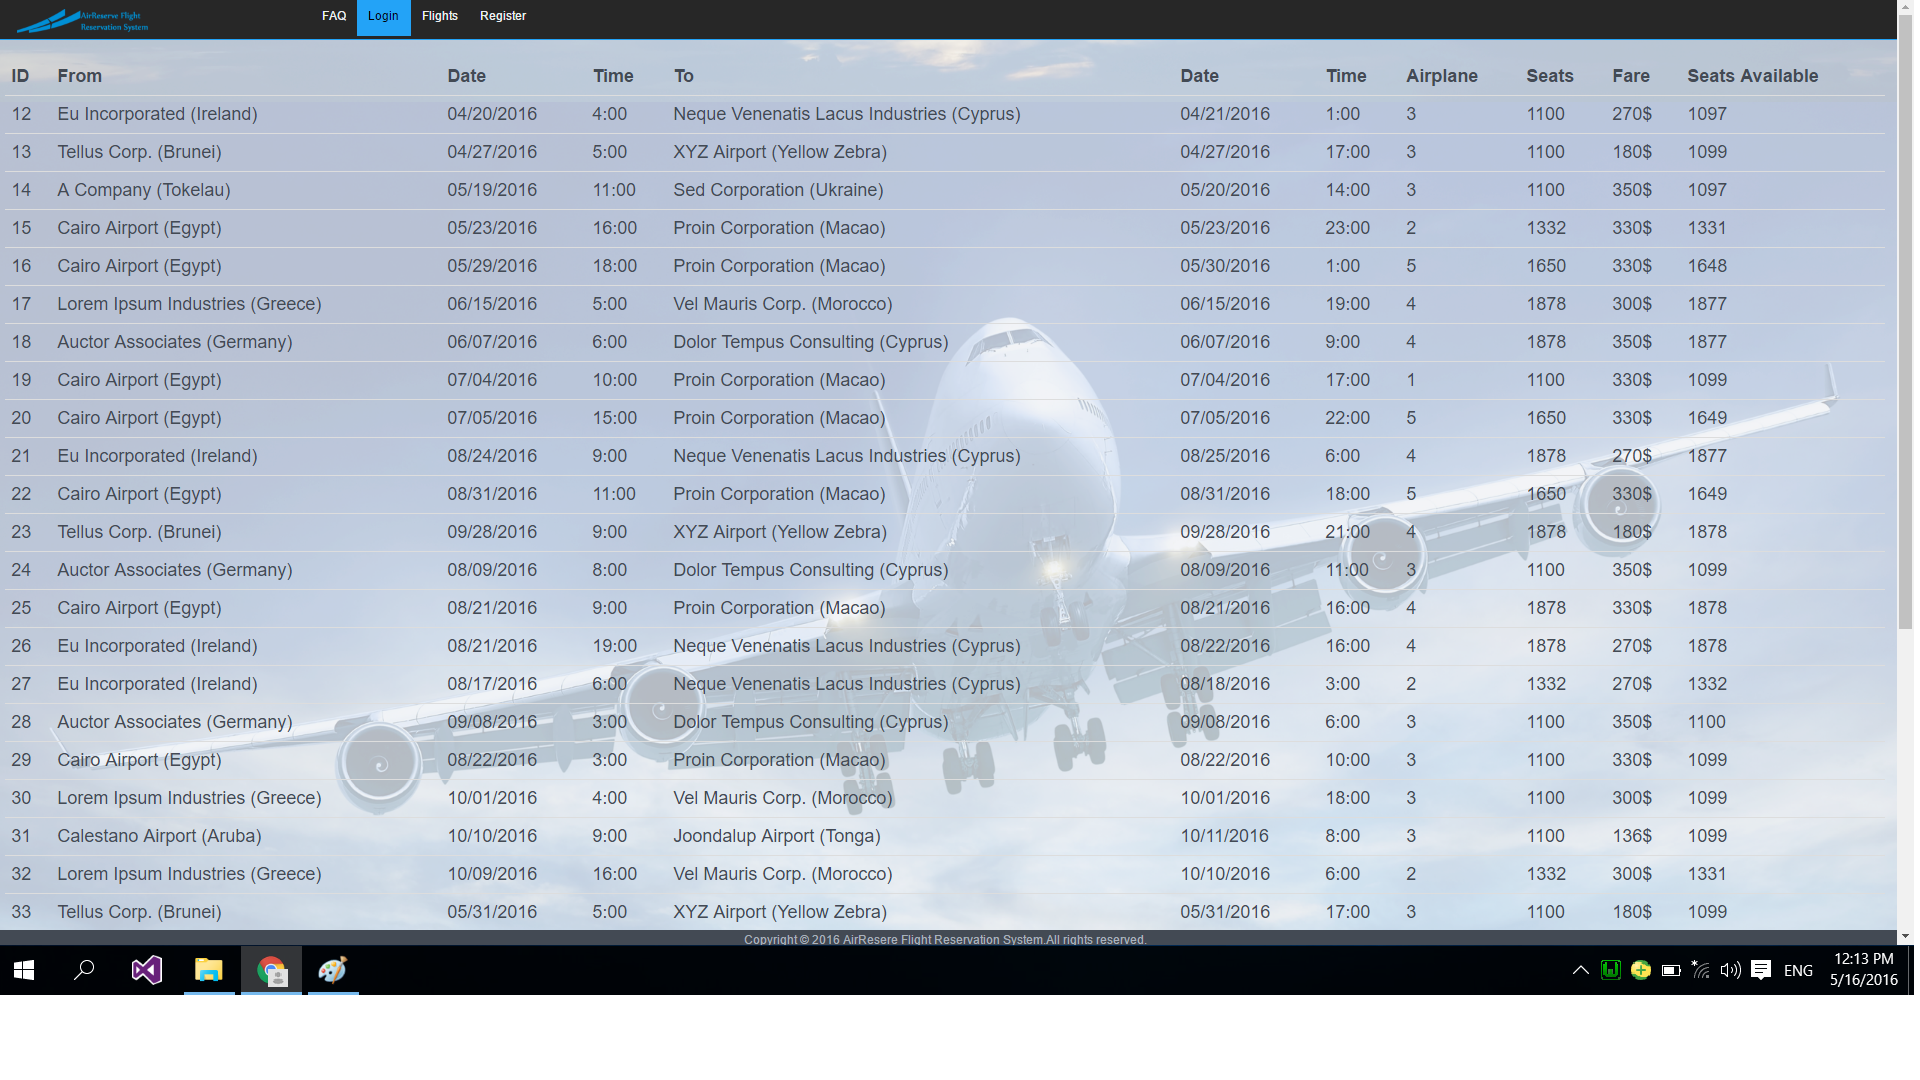 AirReserve Flight
Reservation System
FAQ Login Flights Register
ID From Date Time To Date Time Airplane Seats Fare Seats Available
12 Eu Incorporated (Ireland) 04/20/2016 4:00 Neque Venenatis Lacus Industries (Cyprus) 04/21/2016 1:00 3 1100 270$ 1097
13 Tellus Corp. (Brunei) 04/27/2016 5:00 XYZ Airport (Yellow Zebra) 04/27/2016 17:00 3 1100 180$ 1099
14 A Company (Tokelau) 05/19/2016 11:00 Sed Corporation (Ukraine) 05/20/2016 14:00 3 1100 350$ 1097
15 Cairo Airport (Egypt) 05/23/2016 16:00 Proin Corporation (Macao) 05/23/2016 23:00 2 1332 330$ 1331
16 Cairo Airport (Egypt) 05/29/2016 18:00 Proin Corporation (Macao) 05/30/2016 1:00 5 1650 330$ 1648
17 Lorem Ipsum Industries (Greece) 06/15/2016 5:00 Vel Mauris Corp. (Morocco) 06/15/2016 19:00 4 1878 300$ 1877
18 Auctor Associates (Germany) 06/07/2016 6:00 Dolor Tempus Consulting (Cyprus) 06/07/2016 9:00 4 1878 350$ 1877
19 Cairo Airport (Egypt) 07/04/2016 10:00 Proin Corporation (Macao) 07/04/2016 17:00 1 1100 330$ 1099
20 Cairo Airport (Egypt) 07/05/2016 15:00 Proin Corporation (Macao) 07/05/2016 22:00 5 1650 330$ 1649
21 Eu Incorporated (Ireland) 08/24/2016 9:00 Neque Venenatis Lacus Industries (Cyprus) 08/25/2016 6:00 4 1878 270$ 1877
22 Cairo Airport (Egypt) 08/31/2016 11:00 Proin Corporation (Macao) 08/31/2016 18:00 5 1650 330$ 1649
23 Tellus Corp. (Brunei) 09/28/2016 9:00 XYZ Airport (Yellow Zebra) 09/28/2016 21:00 4 1878 180$ 1878
24 Auctor Associates (Germany) 08/09/2016 8:00 Dolor Tempus Consulting (Cyprus) 08/09/2016 11:00 3 1100 350$ 1099
25 Cairo Airport (Egypt) 08/21/2016 9:00 Proin Corporation (Macao) 08/21/2016 16:00 4 1878 330$ 1878
26 Eu Incorporated (Ireland) 08/21/2016 19:00 Neque Venenatis Lacus Industries (Cyprus) 08/22/2016 16:00 4 1878 270$ 1878
27 Eu Incorporated (Ireland) 08/17/2016 6:00 Neque Venenatis Lacus Industries (Cyprus) 08/18/2016 3:00 2 1332 270$ 1332
28 Auctor Associates (Germany) 09/08/2016 3:00 Dolor Tempus Consulting (Cyprus) 09/08/2016 6:00 3 1100 350$ 1100
29 Cairo Airport (Egypt) 08/22/2016 3:00 Proin Corporation (Macao) 08/22/2016 10:00 3 1100 330$ 1099
30 Lorem Ipsum Industries (Greece) 10/01/2016 4:00 Vel Mauris Corp. (Morocco) 10/01/2016 18:00 3 1100 300$ 1099
31 Calestano Airport (Aruba) 10/10/2016 9:00 Joondalup Airport (Tonga) 10/11/2016 8:00 3 1100 136$ 1099
32 Lorem Ipsum Industries (Greece) 10/09/2016 16:00 Vel Mauris Corp. (Morocco) 10/10/2016 6:00 2 1332 300$ 1331
33 Tellus Corp. (Brunei) 05/31/2016 5:00 XYZ Airport (Yellow Zebra) 05/31/2016 17:00 3 1100 180$ 1099
Copyright © 2016 AirResere Flight Reservation System.All rights reserved.
ENG 12:13 PM
5/16/2016